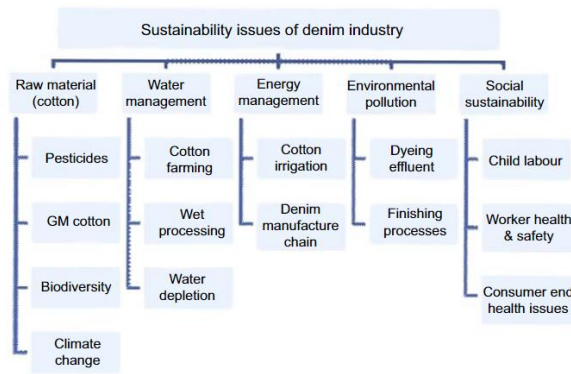 Sustainability issues of denim industry
Raw material
(cotton)
Pesticides
GM cotton
Biodiversity
Climate
change
Water
management
Cotton
farming
Wet
processing
Water
depletion
Energy
management
Cotton
irrigation
Denim
manufacture
chain
Environmental
pollution
Dyeing
effluent
Finishing
processes
Social
sustainability
Child labour
Worker health
& safety
Consumer end
health issues